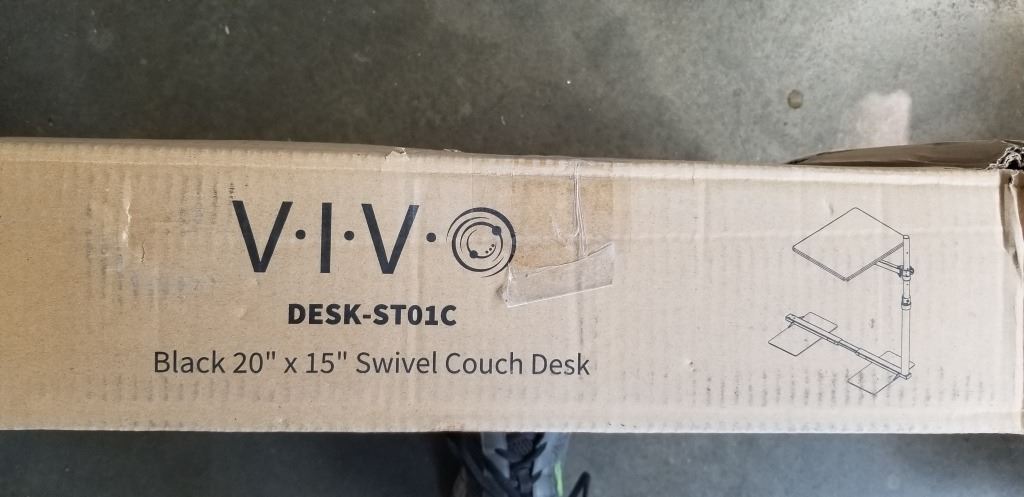 V·I·V·O
DESK-ST01C
Black 20" x 15" Swivel Couch Desk